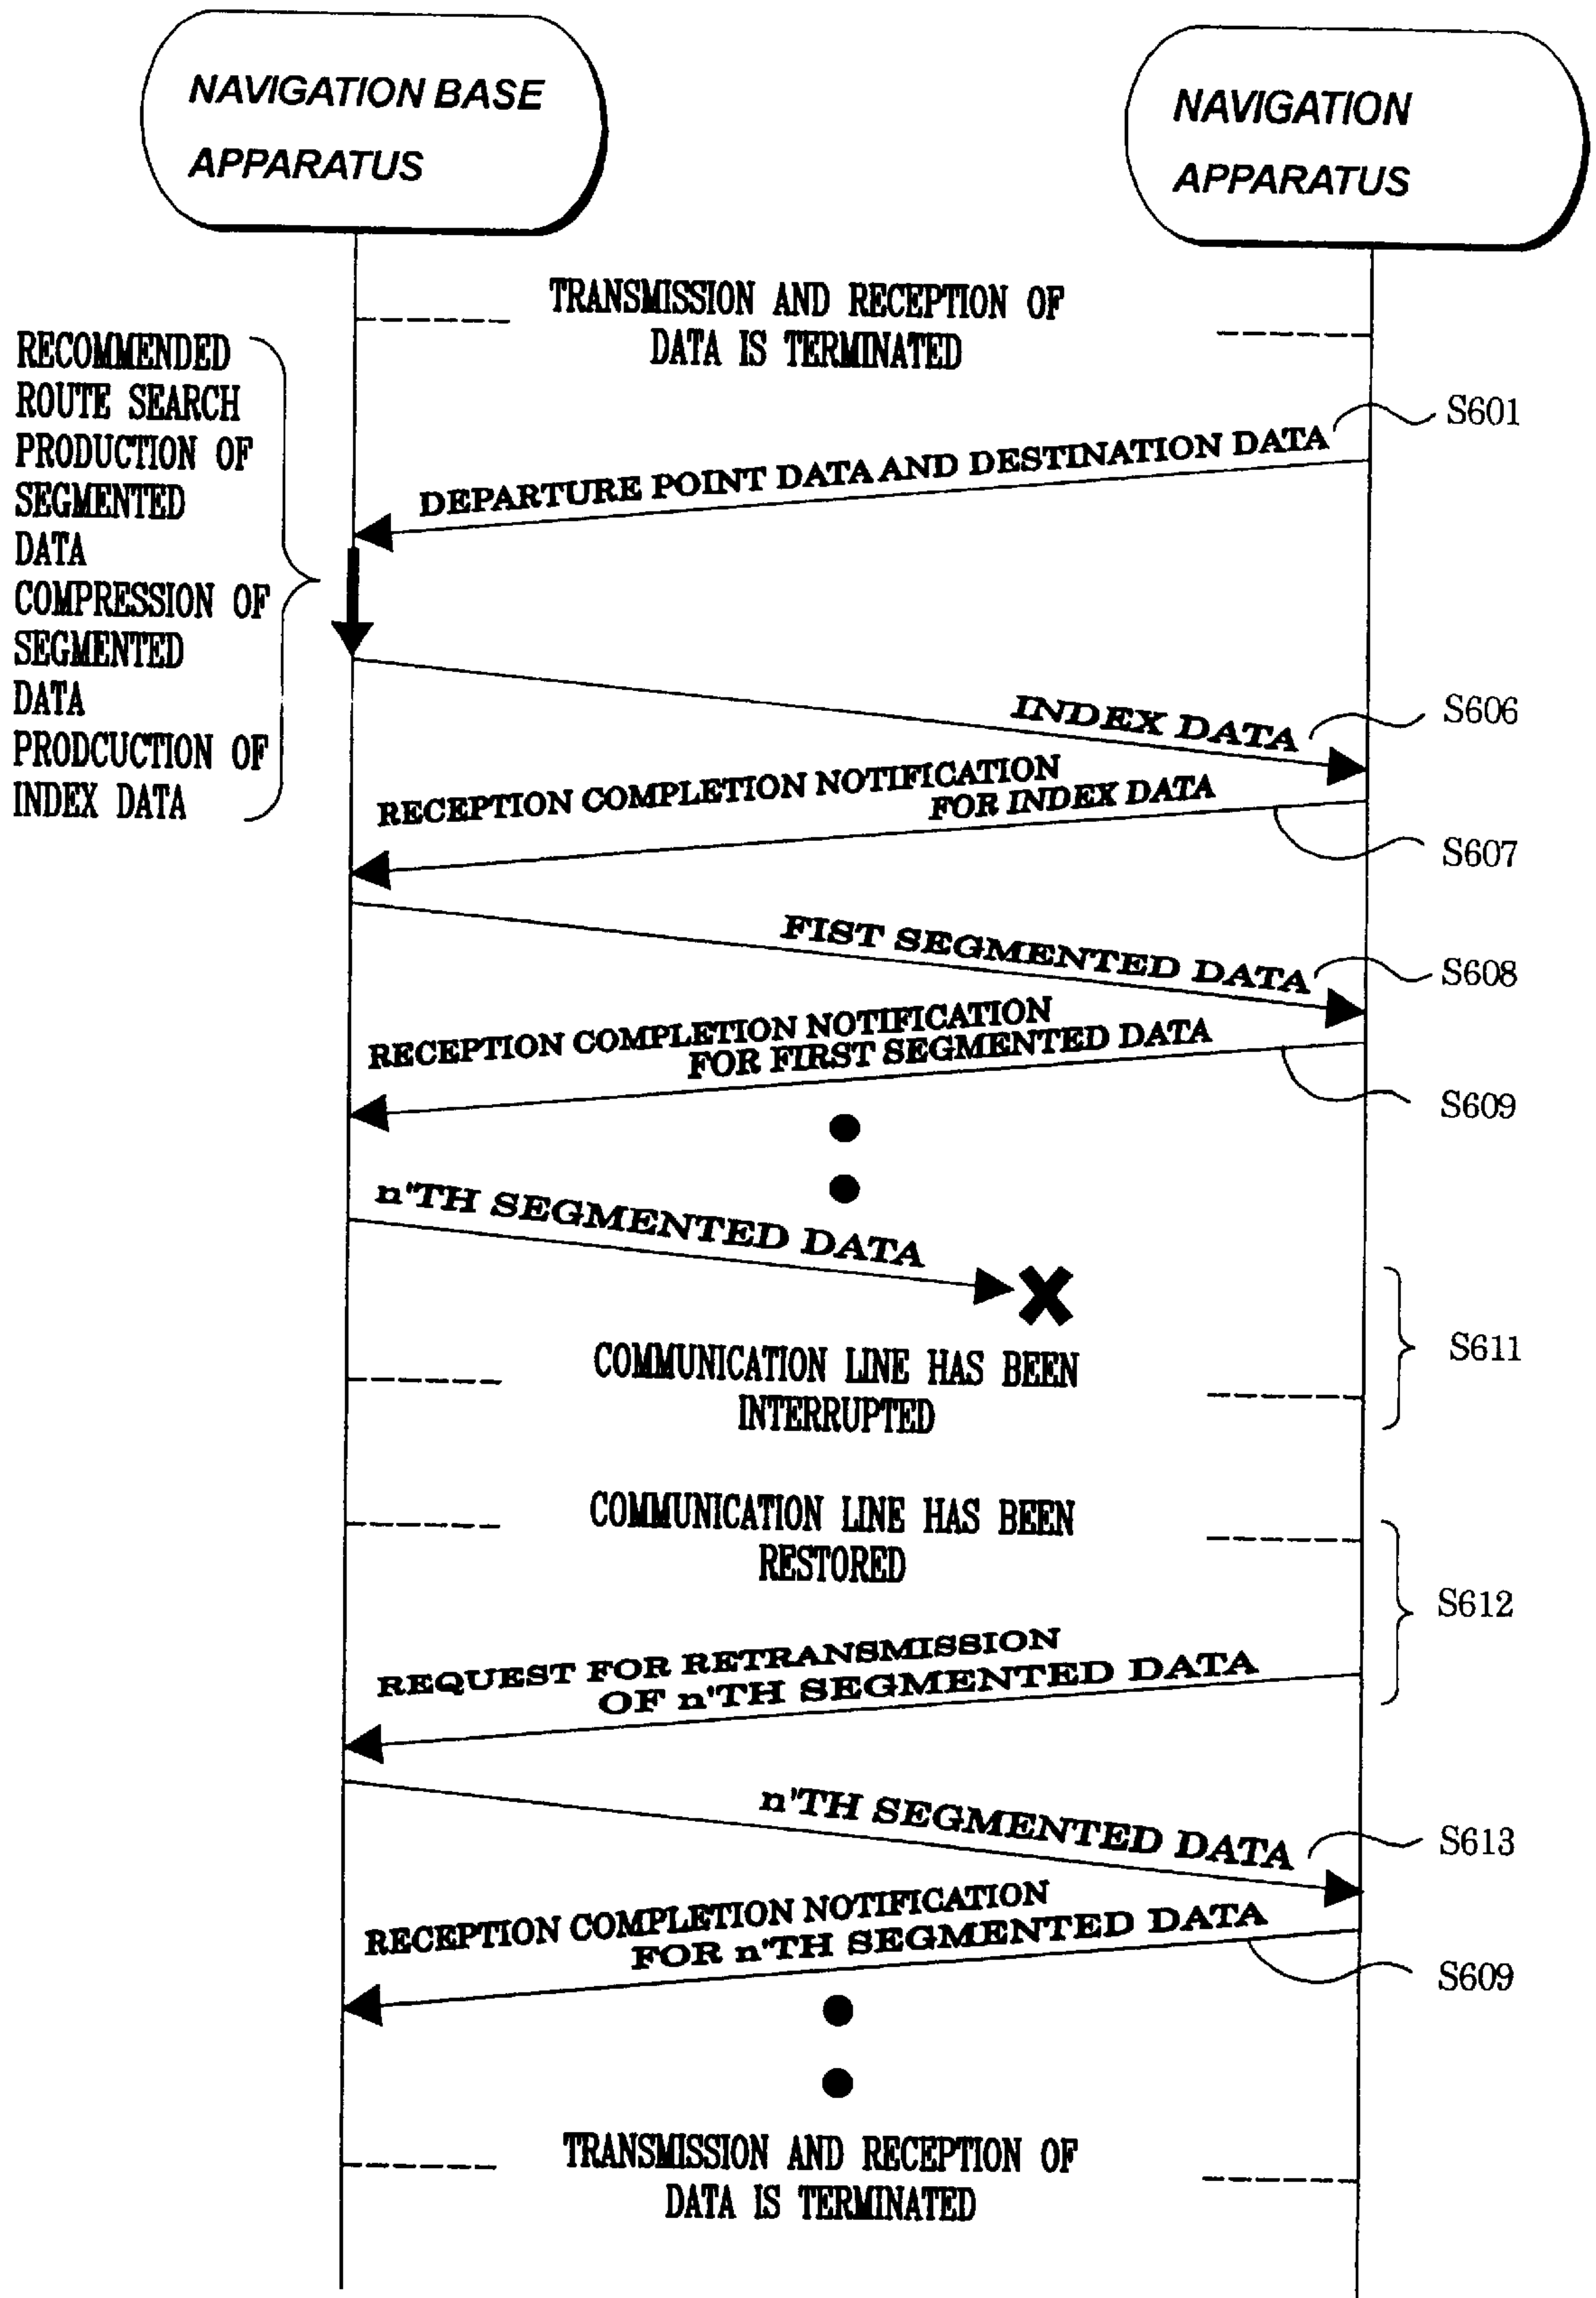 NAVIGATION BASE
APPARATUS
NAVIGATION
APPARATUS
TRANSMISSION AND RECEPTION OF
DATA IS TERMINATED
RECOMMENDED
ROUTE SEARCH
PRODUCTION OF
SEGMENTED
DATA
COMPRESSION OF
SEGMENTED
DATA
PRODCUCTION OF
INDEX DATA
S601
DEPARTURE POINT DATA AND DESTINATION DATA
INDEX DATA
S606
RECEPTION COMPLETION NOTIFICATION
FOR INDEX DATA
S607
FIST SEGMENTED DATA
S608
RECEPTION COMPLETION NOTIFICATION
FOR FIRST SEGMENTED DATA
S609
n'TH SEGMENTED DATA
COMMUNICATION LINE HAS BEEN
INTERRUPTED
S611
COMMUNICATION LINE HAS BEEN
RESTORED
S612
REQUEST FOR RETRANSMISSION
OF n'TH SEGMENTED DATA
n'TH SEGMENTED DATA
S613
RECEPTION COMPLETION NOTIFICATION
FOR n'TH SEGMENTED DATA
S609
TRANSMISSION AND RECEPTION OF
DATA IS TERMINATED